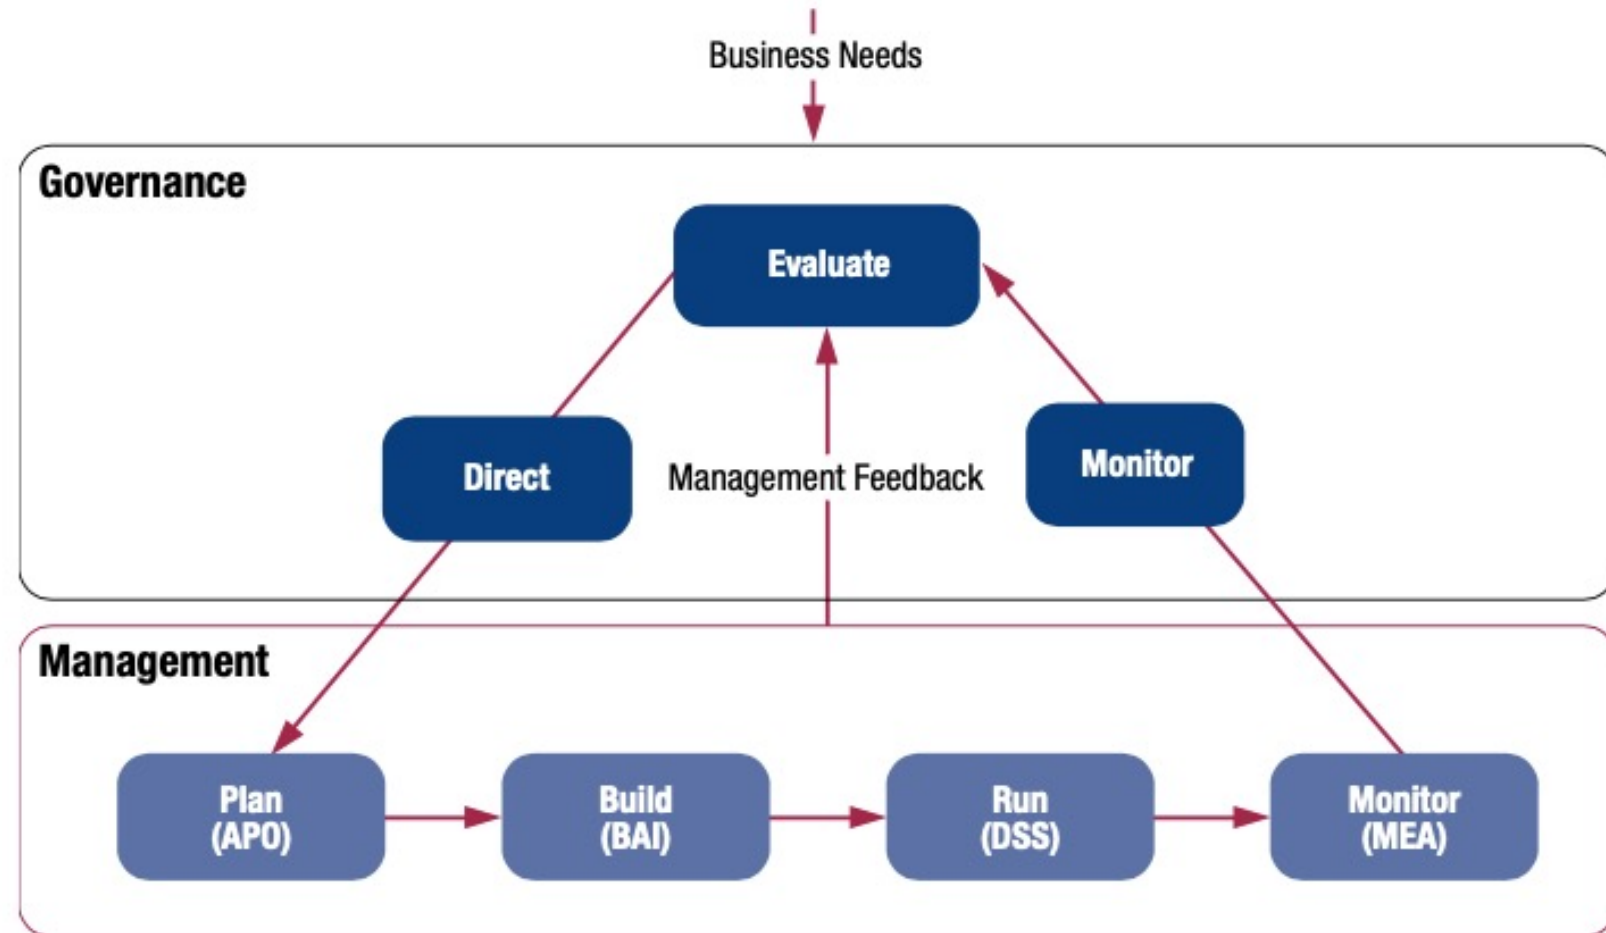 Business Needs
Governance
Evaluate
Direct
Management Feedback
Monitor
Management
Plan
(APO)
Build
(BAI)
Run
(DSS)
Monitor
(MEA)